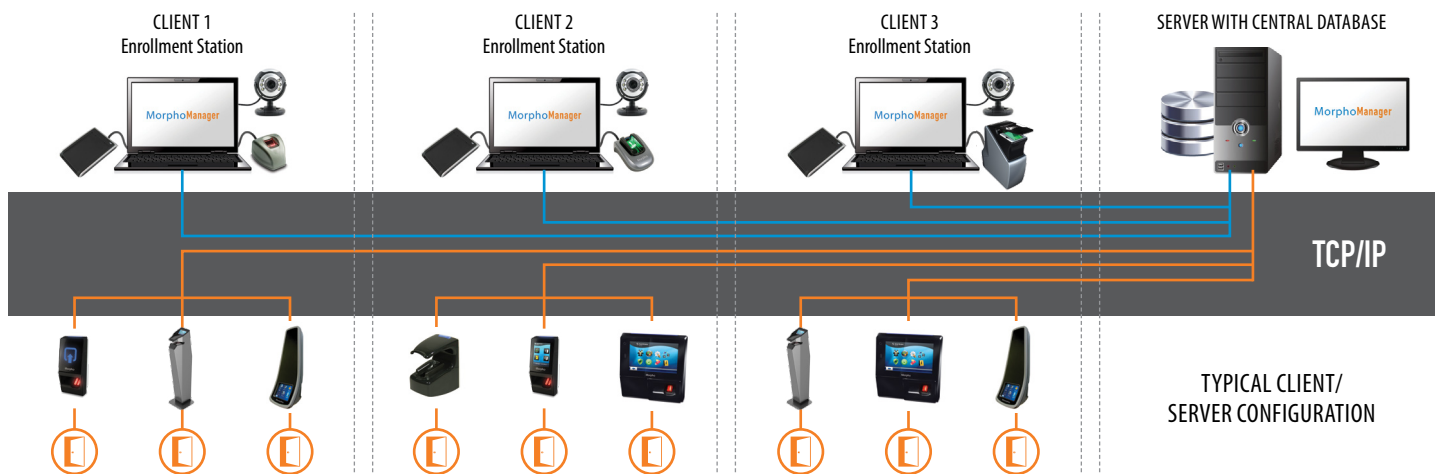 CLIENT 1
Enrollment Station
CLIENT 2
Enrollment Station
CLIENT 3
Enrollment Station
SERVER WITH CENTRAL DATABASE
MorphoManager
MorphoManager
MorphoManager
MorphoManager
TCP/IP
TYPICAL CLIENT/
SERVER CONFIGURATION